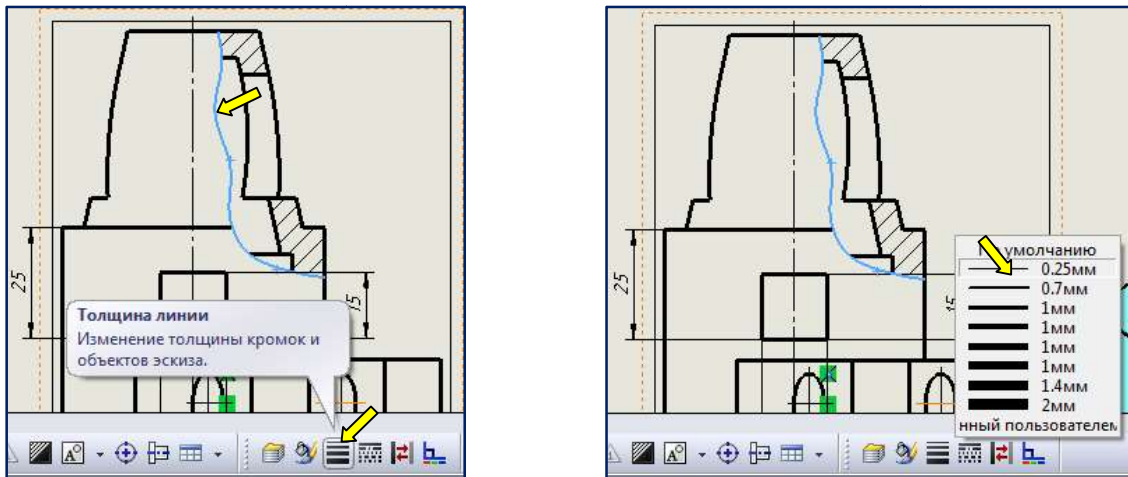 25
15
Толщина линии
Изменение толщины кромок и
объектов эскиза.
A
25
15
умолчанию
0.25мм
0.7мм
1мм
1мм
1мм
1мм
1.4мм
2мм
нный пользователем
A